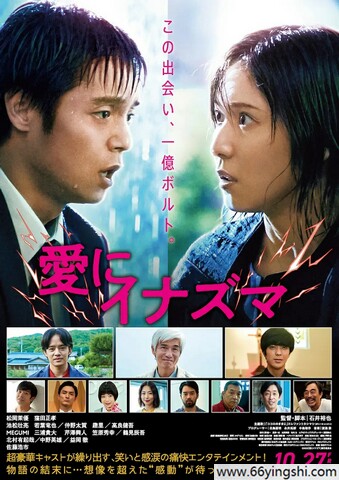 この出会い、一億ボルト。
愛に
イナズマ
松岡茉優 窪田正孝
池松壮亮 若葉竜也/仲野太賀 趣里/高良健吾
MEGUMI 三浦貴大 芹澤興人 笠原秀幸/鶴見辰吾
北村有起哉/中野英雄/益岡徹
佐藤浩市
監督・脚本|石井裕也
超豪華キャストが繰り出す、笑いと感涙の痛快エンタテインメント!
10.27
物語の結末に…想像を超えた“感動”が待っ
www.66yingshi.com